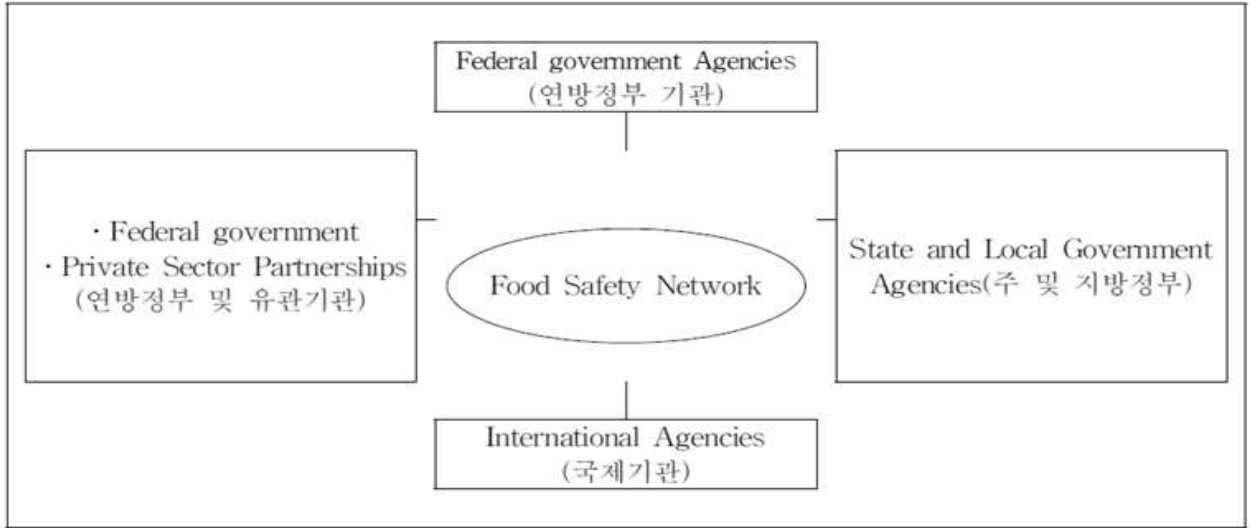 Federal government Agencies
(연방정부 기관)
· Federal government
· Private Sector Partnerships
(연방정부 및 유관기관)
Food Safety Network
State and Local Government
Agencies(주 및 지방정부)
International Agencies
(국제기관)